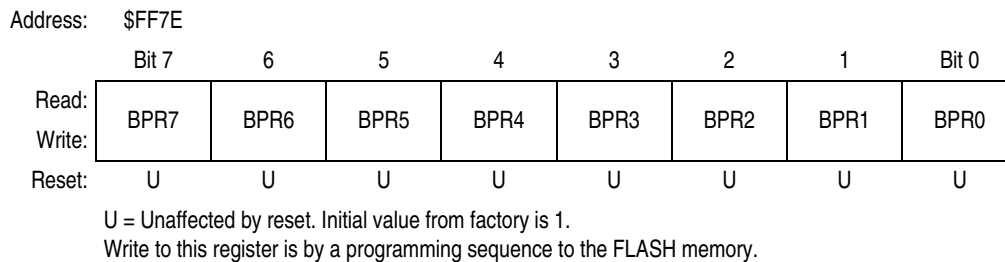 Address: $FF7E
Bit 7 6 5 4 3 2 1 Bit 0
Read:
BPR7 BPR6 BPR5 BPR4 BPR3 BPR2 BPR1 BPR0
Write:
Reset: U U U U U U U U
U = Unaffected by reset. Initial value from factory is 1.
Write to this register is by a programming sequence to the FLASH memory.